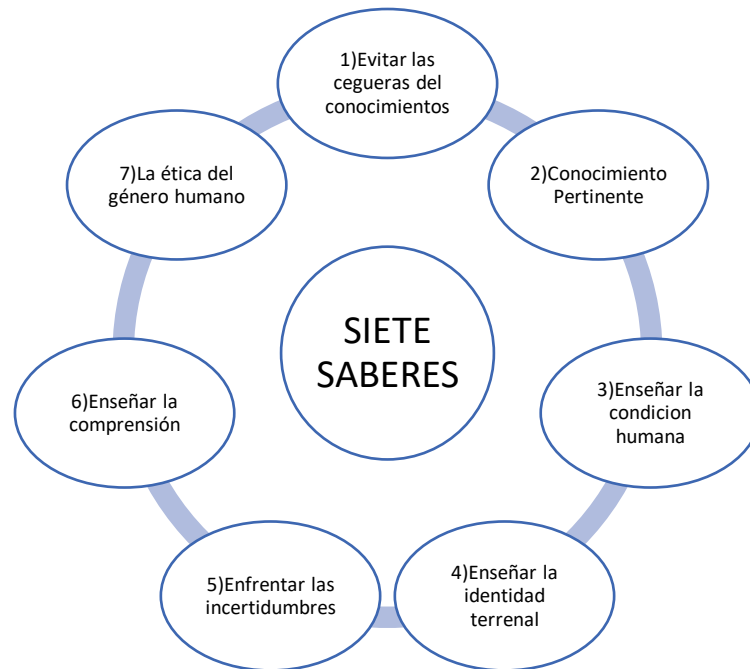 1)Evitar las
cegueras del
conocimientos
2)Conocimiento
Pertinente
3)Enseñar la
condicion
humana
4)Enseñar la
identidad
terrenal
5)Enfrentar las
incertidumbres
6)Enseñar la
comprensión
7)La ética del
género humano
SIETE
SABERES